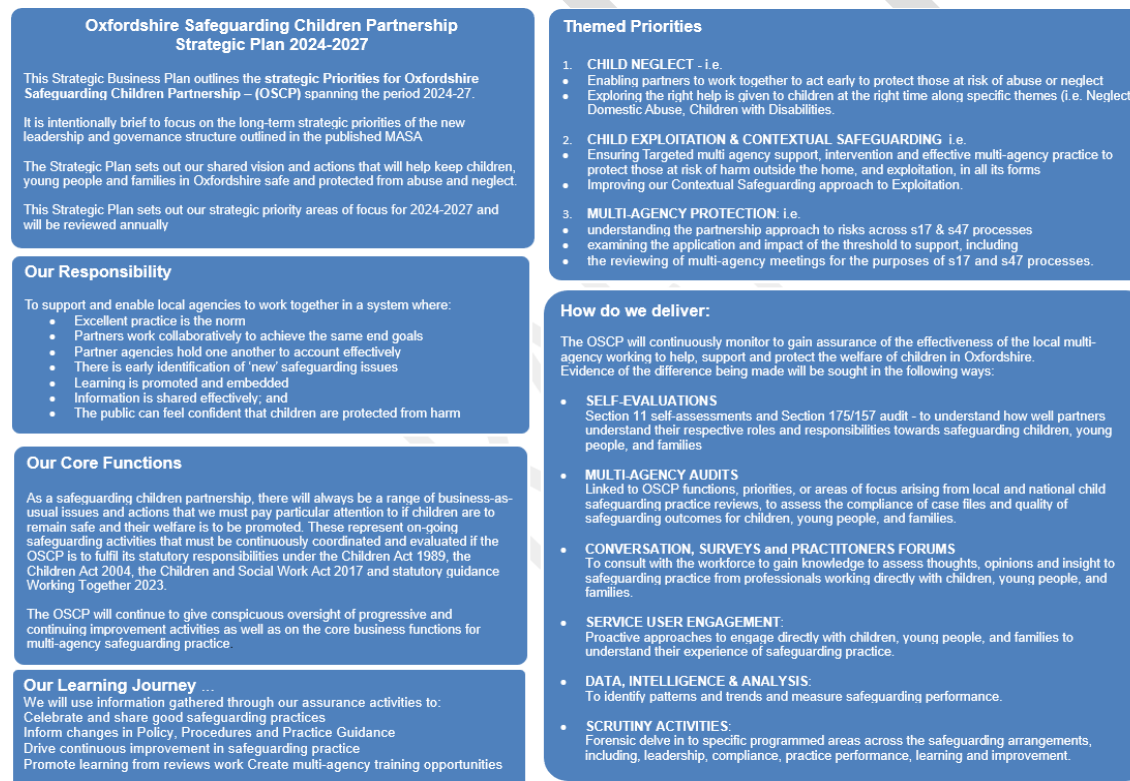 Oxfordshire Safeguarding Children Partnership
Strategic Plan 2024-2027
This Strategic Business Plan outlines the strategic Priorities for Oxfordshire
Safeguarding Children Partnership – (OSCP) spanning the period 2024-27.
It is intentionally brief to focus on the long-term strategic priorities of the new
leadership and governance structure outlined in the published MASA
The Strategic Plan sets out our shared vision and actions that will help keep children,
young people and families in Oxfordshire safe and protected from abuse and neglect.
This Strategic Plan sets out our strategic priority areas of focus for 2024-2027 and
will be reviewed annually
Our Responsibility
To support and enable local agencies to work together in a system where:
• Excellent practice is the norm
• Partners work collaboratively to achieve the same end goals
• Partner agencies hold one another to account effectively
• There is early identification of ‘new’ safeguarding issues
• Learning is promoted and embedded
• Information is shared effectively; and
• The public can feel confident that children are protected from harm
Our Core Functions
As a safeguarding children partnership, there will always be a range of business-as-
usual issues and actions that we must pay particular attention to if children are to
remain safe and their welfare is to be promoted. These represent on-going
safeguarding activities that must be continuously coordinated and evaluated if the
OSCP is to fulfil its statutory responsibilities under the Children Act 1989, the
Children Act 2004, the Children and Social Work Act 2017 and statutory guidance
Working Together 2023.
The OSCP will continue to give conspicuous oversight of progressive and
continuing improvement activities as well as on the core business functions for
multi-agency safeguarding practice.
Our Learning Journey ...
We will use information gathered through our assurance activities to:
Celebrate and share good safeguarding practices
Inform changes in Policy, Procedures and Practice Guidance
Drive continuous improvement in safeguarding practice
Promote learning from reviews work Create multi-agency training opportunities
Themed Priorities
1. CHILD NEGLECT - i.e.
• Enabling partners to work together to act early to protect those at risk of abuse or neglect
• Exploring the right help is given to children at the right time along specific themes (i.e. Neglect
Domestic Abuse, Children with Disabilities.
2. CHILD EXPLOITATION & CONTEXTUAL SAFEGUARDING i.e.
• Ensuring Targeted multi agency support, intervention and effective multi-agency practice to
protect those at risk of harm outside the home, and exploitation, in all its forms
• Improving our Contextual Safeguarding approach to Exploitation.
3. MULTI-AGENCY PROTECTION: i.e.
• understanding the partnership approach to risks across s17 & s47 processes
• examining the application and impact of the threshold to support, including
• the reviewing of multi-agency meetings for the purposes of s17 and s47 processes.
How do we deliver:
The OSCP will continuously monitor to gain assurance of the effectiveness of the local multi-
agency working to help, support and protect the welfare of children in Oxfordshire.
Evidence of the difference being made will be sought in the following ways:
• SELF-EVALUATIONS
Section 11 self-assessments and Section 175/157 audit - to understand how well partners
understand their respective roles and responsibilities towards safeguarding children, young
people, and families
• MULTI-AGENCY AUDITS
Linked to OSCP functions, priorities, or areas of focus arising from local and national child
safeguarding practice reviews, to assess the compliance of case files and quality of
safeguarding outcomes for children, young people, and families.
• CONVERSATION, SURVEYS and PRACTITIONERS FORUMS
To consult with the workforce to gain knowledge to assess thoughts, opinions and insight to
safeguarding practice from professionals working directly with children, young people, and
families.
• SERVICE USER ENGAGEMENT:
Proactive approaches to engage directly with children, young people, and families to
understand their experience of safeguarding practice.
• DATA, INTELLIGENCE & ANALYSIS:
To identify patterns and trends and measure safeguarding performance.
• SCRUTINY ACTIVITIES:
Forensic delve in to specific programmed areas across the safeguarding arrangements,
including, leadership, compliance, practice performance, learning and improvement.